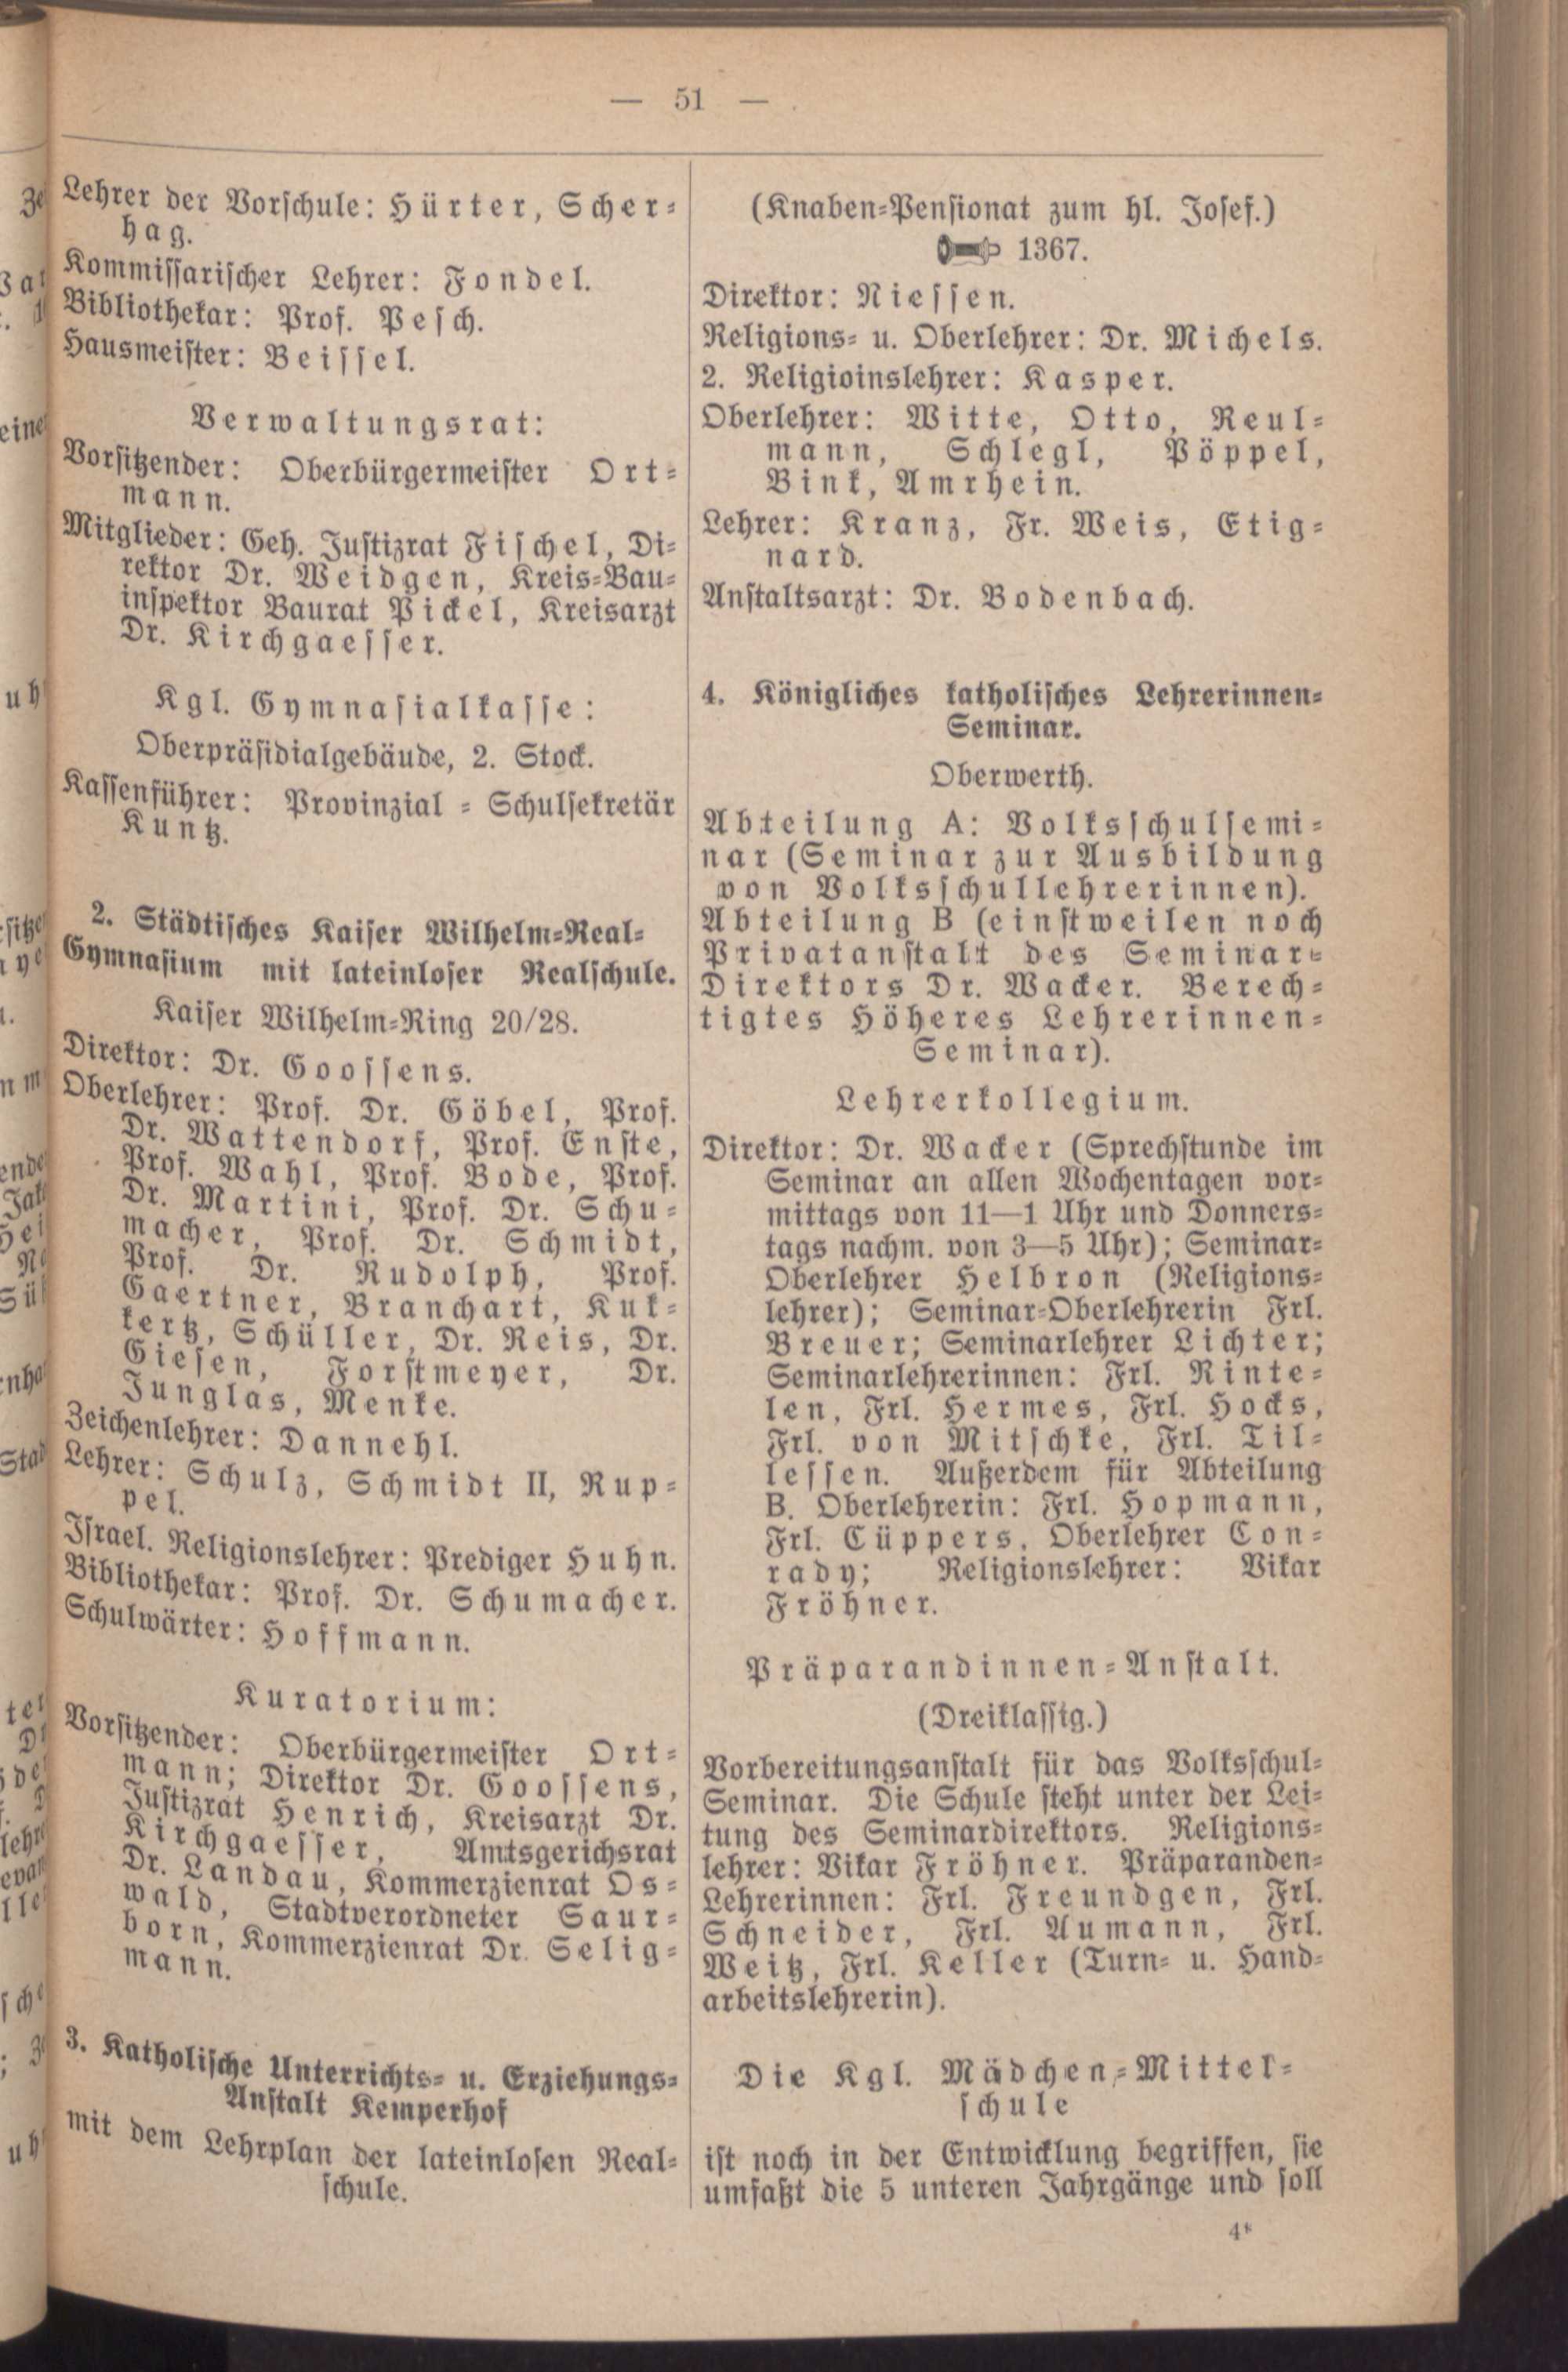 — 51 —
Lehrer der Vorschule: Hürter, Scher-
hag.
Kommissarischer Lehrer: Fondel.
Bibliothekar: Prof. Pesch.
Hausmeister: Beissel.
Verwaltungsrat:
Vorsitzender: Oberbürgermeister Ort-
mann.
Mitglieder: Geh. Justizrat Fischel, Di-
rektor Dr. Weidgen, Kreis-Bau-
inspektor Baurat Pickel, Kreisarzt
Dr. Kirchgaesser.
Kgl. Gymnasialkasse:
Oberpräsidialgebäude, 2. Stock.
Kassenführer: Provinzial - Schulsekretär
Kuntz.
2. Städtisches Kaiser Wilhelm-Real-
Gymnasium mit lateinloser Realschule.
Kaiser Wilhelm-Ring 20/28.
Direktor: Dr. Goossens.
Oberlehrer: Prof. Dr. Göbel, Prof.
Dr. Wattendorf, Prof. Enste,
Prof. Wahl, Prof. Bode, Prof.
Dr. Martini, Prof. Dr. Schu-
macher, Prof. Dr. Schmidt,
Prof. Dr. Rudolph, Prof.
Gaertner, Branchart, Kuk-
kertz, Schüller, Dr. Reis, Dr.
Giesen, Forstmeyer, Dr.
Junglas, Menke.
Zeichenlehrer: Dannehl.
Lehrer: Schulz, Schmidt II, Rup-
pel.
Israel. Religionslehrer: Prediger Huhn.
Bibliothekar: Prof. Dr. Schumacher.
Schulwärter: Hoffmann.
Kuratorium:
Vorsitzender: Oberbürgermeister Ort-
mann; Direktor Dr. Goossens,
Justizrat Henrich, Kreisarzt Dr.
Kirchgaesser, Amtsgerichsrat
Dr. Landau, Kommerzienrat Os-
wald, Stadtverordneter Saur-
born, Kommerzienrat Dr. Selig-
mann.
3. Katholische Unterrichts- u. Erziehungs-
Anstalt Kemperhof
mit dem Lehrplan der lateinlosen Real-
schule.
(Knaben-Pensionat zum hl. Josef.)
1367.
Direktor: Niessen.
Religions- u. Oberlehrer: Dr. Michels.
2. Religioinslehrer: Kasper.
Oberlehrer: Witte, Otto, Reul-
mann, Schlegl, Pöppel,
Bink, Amrhein.
Lehrer: Kranz, Fr. Weis, Etig-
nard.
Anstaltsarzt: Dr. Bodenbach.
4. Königliches katholisches Lehrerinnen-
Seminar.
Oberwerth.
Abteilung A: Volksschulsemi-
nar (Seminar zur Ausbildung
von Volksschullehrerinnen).
Abteilung B (einstweilen noch
Privatanstalt des Seminar-
Direktors Dr. Wacker. Berech-
tigtes Höheres Lehrerinnen-
Seminar).
Lehrerkollegium.
Direktor: Dr. Wacker (Sprechstunde im
Seminar an allen Wochentagen vor-
mittags von 11—1 Uhr und Donners-
tags nachm. von 3—5 Uhr); Seminar-
Oberlehrer Helbron (Religions-
lehrer); Seminar-Oberlehrerin Frl.
Breuer; Seminarlehrer Lichter;
Seminarlehrerinnen: Frl. Rinte-
len, Frl. Hermes, Frl. Hocks,
Frl. von Mitschke, Frl. Til-
lessen. Außerdem für Abteilung
B. Oberlehrerin: Frl. Hopmann,
Frl. Cüppers, Oberlehrer Con-
rady; Religionslehrer: Vikar
Fröhner.
Präparandinnen-Anstalt.
(Dreiklassig.)
Vorbereitungsanstalt für das Volksschul-
Seminar. Die Schule steht unter der Lei-
tung des Seminardirektors. Religions-
lehrer: Vikar Fröhner. Präparanden-
Lehrerinnen: Frl. Freundgen, Frl.
Schneider, Frl. Aumann, Frl.
Weitz, Frl. Keller (Turn- u. Hand-
arbeitslehrerin).
Die Kgl. Mädchen-Mittel-
schule
ist noch in der Entwicklung begriffen, sie
umfaßt die 5 unteren Jahrgänge und soll
4*